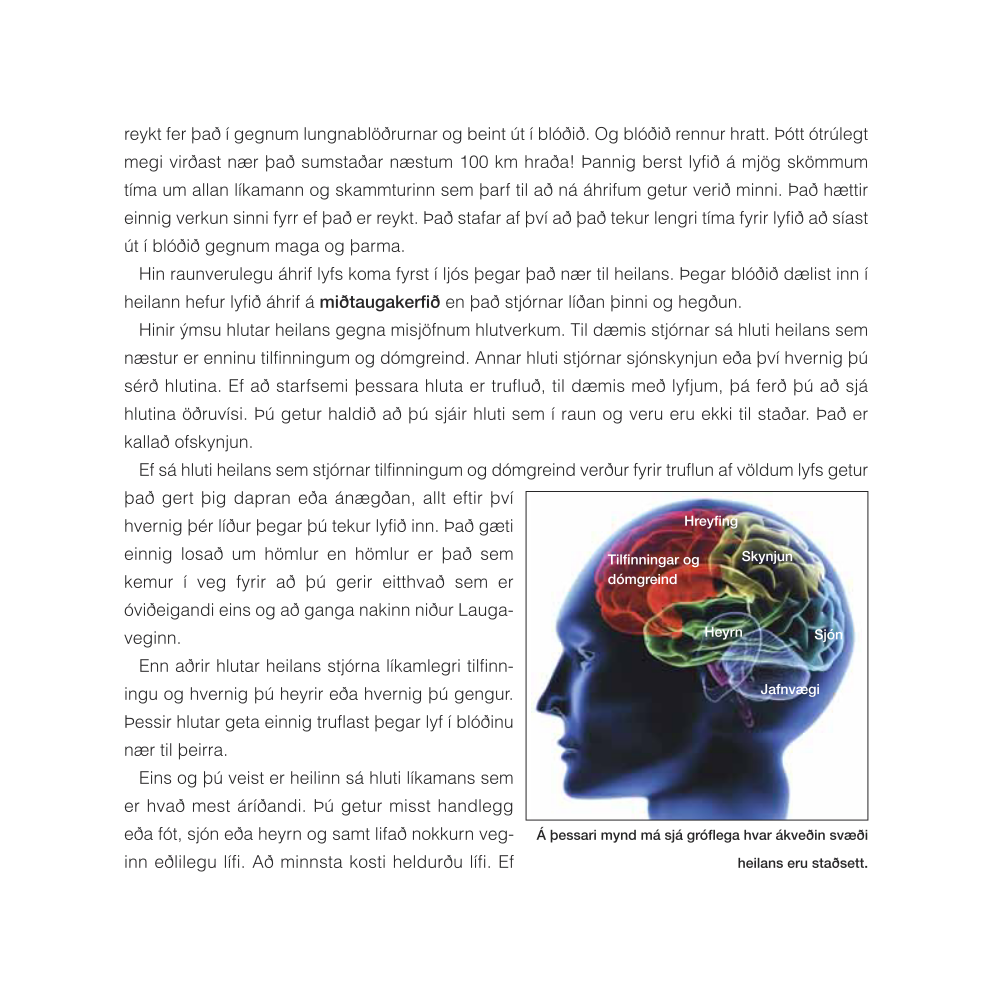 reykt fer það í gegnum lungnablöðrurnar og beint út í blóðið. Og blóðið rennur hratt. Þótt ótrúlegt
megi virðast nær það sumstaðar næstum 100 km hraða! Þannig berst lyfið á mjög skömmum
tíma um allan líkamann og skammturinn sem þarf til að ná áhrifum getur verið minni. Það hættir
einnig verkun sinni fyrr ef það er reykt. Það stafar af því að það tekur lengri tíma fyrir lyfið að síast
út í blóðið gegnum maga og þarma.
Hin raunverulegu áhrif lyfs koma fyrst í ljós þegar það nær til heilans. Þegar blóðið dælist inn í
heilann hefur lyfið áhrif á miðtaugakerfið en það stjórnar líðan þinni og hegðun.
Hinir ýmsu hlutar heilans gegna misjöfnum hlutverkum. Til dæmis stjórnar sá hluti heilans sem
næstur er enninu tilfinningum og dómgreind. Annar hluti stjórnar sjónskynjun eða því hvernig þú
sérð hlutina. Ef að starfsemi þessara hluta er trufluð, til dæmis með lyfjum, þá ferð þú að sjá
hlutina öðruvísi. Þú getur haldið að þú sjáir hluti sem í raun og veru eru ekki til staðar. Það er
kallað ofskynjun.
Ef sá hluti heilans sem stjórnar tilfinningum og dómgreind verður fyrir truflun af völdum lyfs getur
það gert þig dapran eða ánægðan, allt eftir því
hvernig þér líður þegar þú tekur lyfið inn. Það gæti
einnig losað um hömlur en hömlur er það sem
kemur í veg fyrir að þú gerir eitthvað sem er
óviðeigandi eins og að ganga nakinn niður Lauga-
veginn.
Enn aðrir hlutar heilans stjórna líkamlegri tilfinn-
ingu og hvernig þú heyrir eða hvernig þú gengur.
Þessir hlutar geta einnig truflast þegar lyf í blóðinu
nær til þeirra.
Eins og þú veist er heilinn sá hluti líkamans sem
er hvað mest áríðandi. Þú getur misst handlegg
eða fót, sjón eða heyrn og samt lifað nokkurn veg-
inn eðlilegu lífi. Að minnsta kosti heldurðu lífi. Ef
Hreyfing
Tilfinningar og
dómgreind
Skynjun
Heyrn
Sjón
Jafnvægi
Á þessari mynd má sjá gróflega hvar ákveðin svæði
heilans eru staðsett.